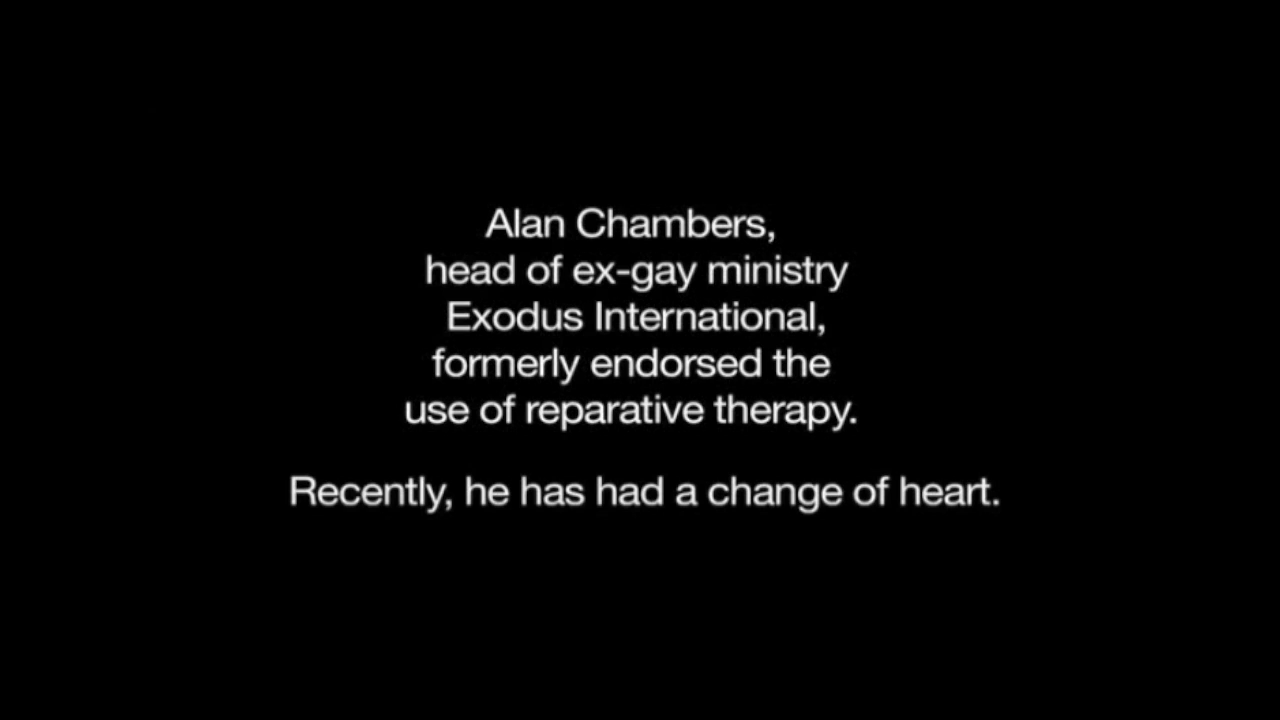 Alan Chambers,
head of ex-gay ministry
Exodus International,
formerly endorsed the
use of reparative therapy.
Recently, he has had a change of heart.